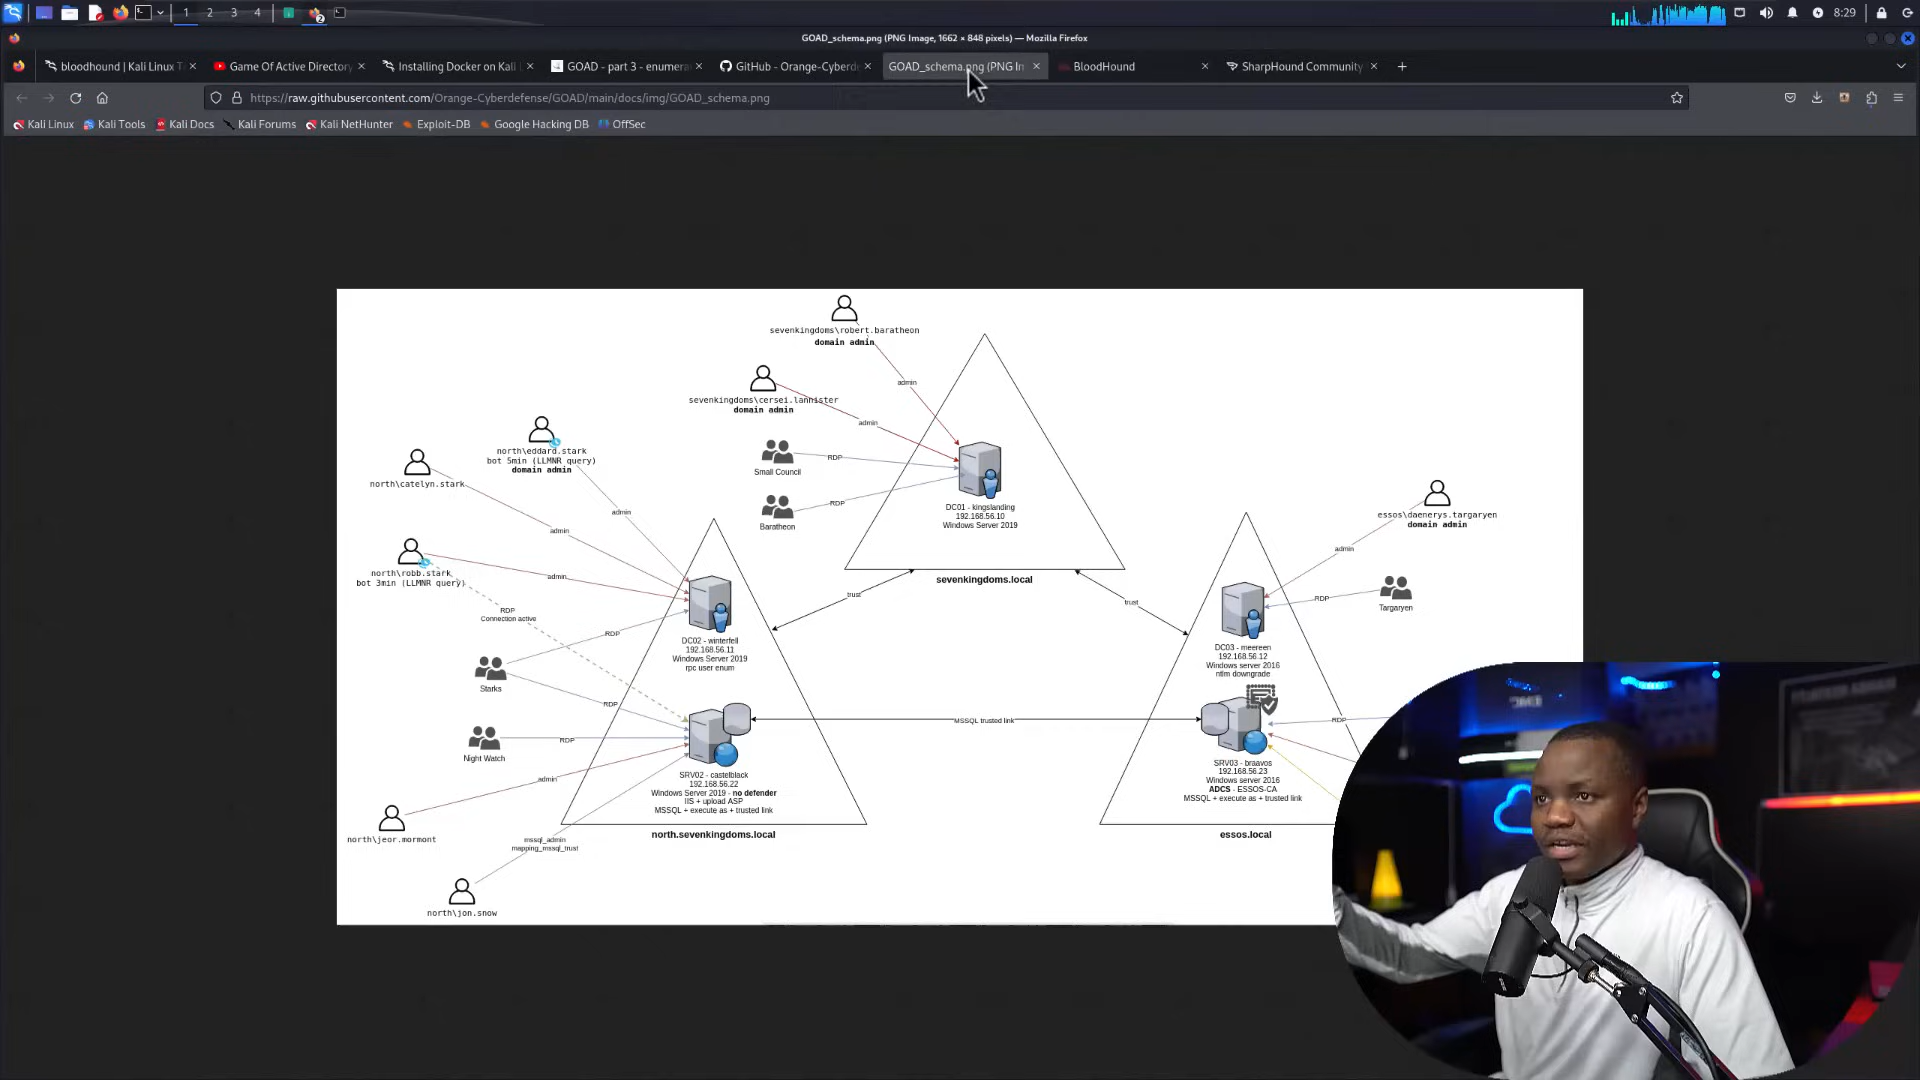 1
2
3
4
2
8:29
GOAD_schema.png (PNG Image, 1662 × 848 pixels) — Mozilla Firefox
bloodhound | Kali Linux T
Game Of Active Directory
Installing Docker on Kali
GOAD - part 3 - enumera
GitHub - Orange-Cyberd
GOAD_schema.png (PNG In
BloodHound
SharpHound Community
https://raw.githubusercontent.com/Orange-Cyberdefense/GOAD/main/docs/img/GOAD_schema.png
Kali Linux
Kali Tools
Kali Docs
Kali Forums
Kali NetHunter
Exploit-DB
Google Hacking DB
OffSec
sevenkingdoms\robert.baratheon
domain admin
admin
sevenkingdoms\cersei.lannister
domain admin
admin
Small Council
RDP
Baratheon
RDP
DC01 - kingslanding
192.168.56.10
Windows Server 2019
sevenkingdoms.local
trust
trust
north\eddard.stark
bot 5min (LLMNR query)
domain admin
admin
north\catelyn.stark
admin
north\robb.stark
bot 3min (LLMNR query)
admin
RDP
Connection active
RDP
Starks
RDP
Night Watch
RDP
admin
north\jeor.mormont
mssql_admin
mapping_mssql_trust
north\jon.snow
DC02 - winterfell
192.168.56.11
Windows Server 2019
rpc user enum
SRV02 - castelblack
192.168.56.22
Windows Server 2019 - no defender
IIS + upload ASP
MSSQL + execute as + trusted link
north.sevenkingdoms.local
MSSQL trusted link
essos\daenerys.targaryen
domain admin
admin
RDP
Targaryen
DC03 - meereen
192.168.56.12
Windows server 2016
ntlm downgrade
RDP
SRV03 - braavos
192.168.56.23
Windows server 2016
ADCS - ESSOS-CA
MSSQL + execute as + trusted link
essos.local